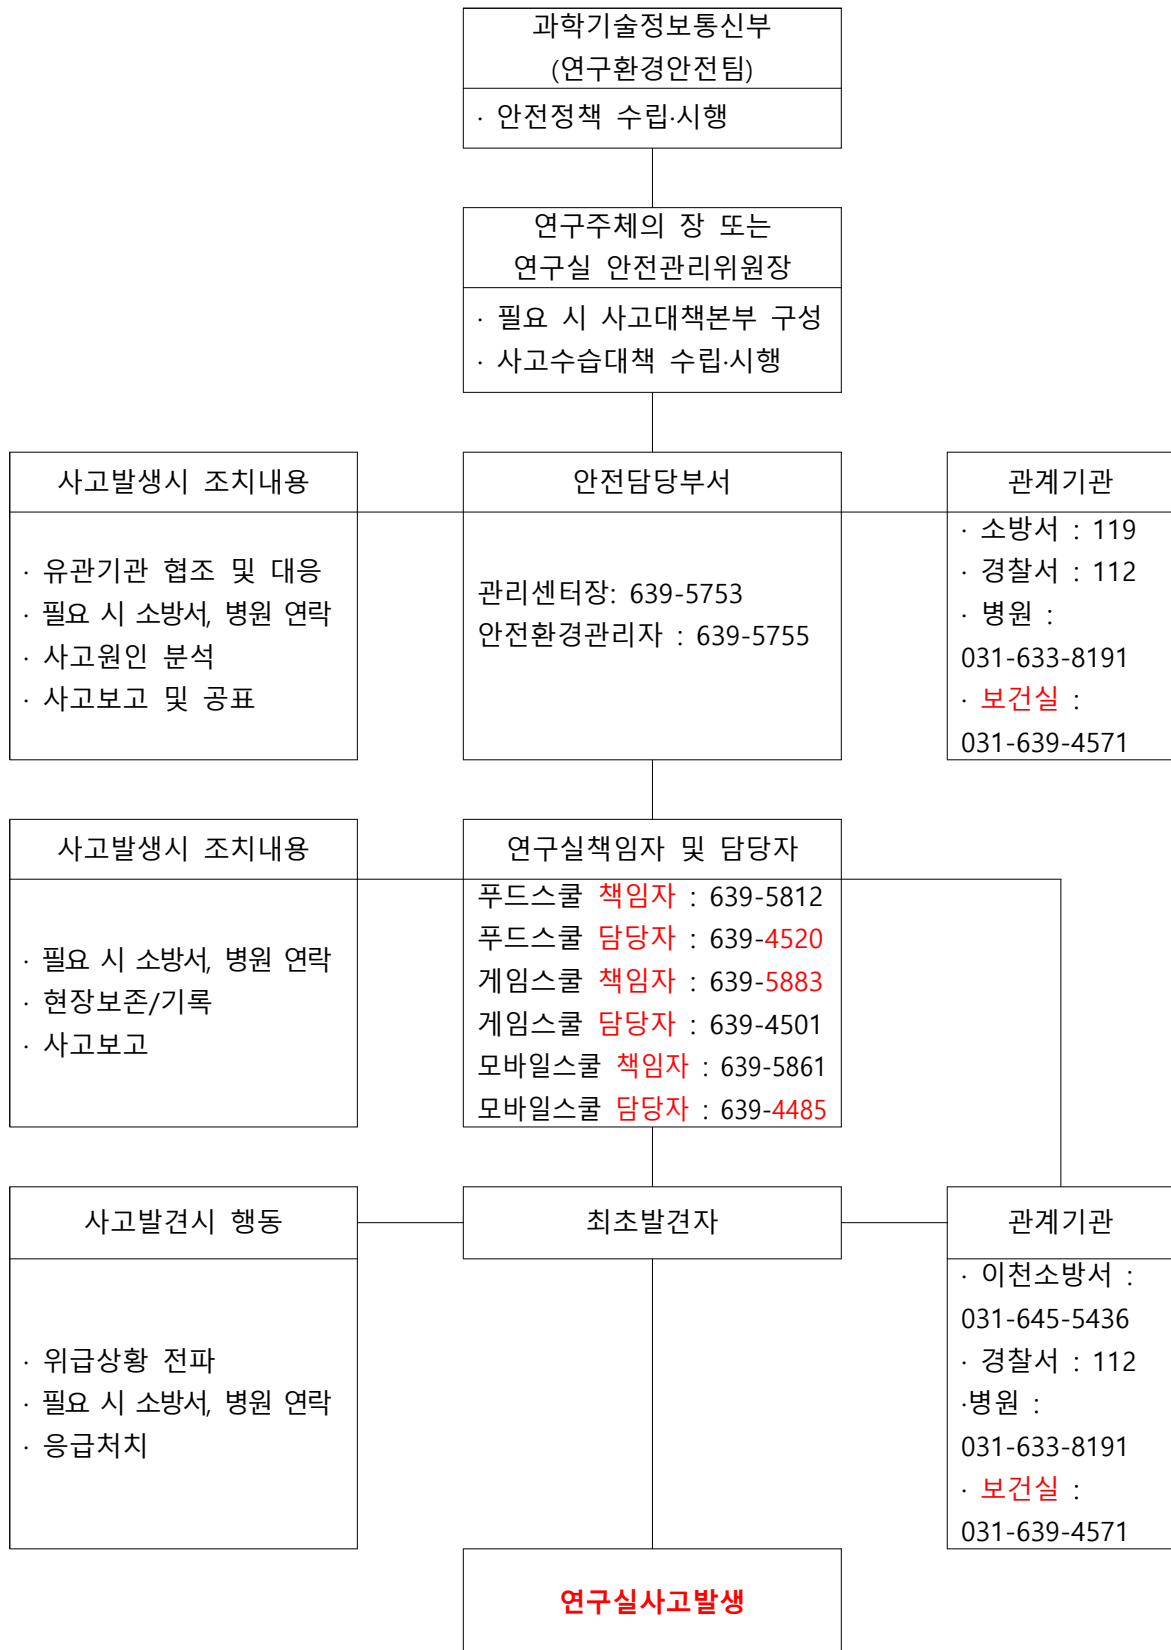 과학기술정보통신부
(연구환경안전팀)
· 안전정책 수립·시행
연구주체의 장 또는
연구실 안전관리위원장
· 필요 시 사고대책본부 구성
· 사고수습대책 수립·시행
사고발생시 조치내용
· 유관기관 협조 및 대응
· 필요 시 소방서, 병원 연락
· 사고원인 분석
· 사고보고 및 공표
안전담당부서
관리센터장: 639-5753
안전환경관리자 : 639-5755
관계기관
· 소방서 : 119
· 경찰서 : 112
· 병원 :
031-633-8191
· 보건실 :
031-639-4571
사고발생시 조치내용
· 필요 시 소방서, 병원 연락
· 현장보존/기록
· 사고보고
연구실책임자 및 담당자
푸드스쿨 책임자 : 639-5812
푸드스쿨 담당자 : 639-4520
게임스쿨 책임자 : 639-5883
게임스쿨 담당자 : 639-4501
모바일스쿨 책임자 : 639-5861
모바일스쿨 담당자 : 639-4485
사고발견시 행동
· 위급상황 전파
· 필요 시 소방서, 병원 연락
· 응급처치
최초발견자
관계기관
· 이천소방서 :
031-645-5436
· 경찰서 : 112
·병원 :
031-633-8191
· 보건실 :
031-639-4571
연구실사고발생